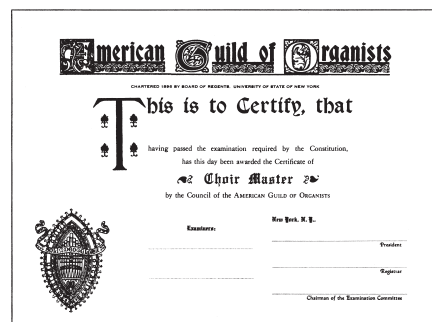 American Guild of Organists
CHARTERED 1896 BY BOARD OF REGENTS, UNIVERSITY OF STATE OF NEW YORK
This is to Certify, that
having passed the examination required by the Constitution,
has this day been awarded the Certificate of
Choir Master
by the Council of the AMERICAN GUILD OF ORGANISTS
New York, N. Y.,
Examiners:
President
Registrar
Chairman of the Examination Committee